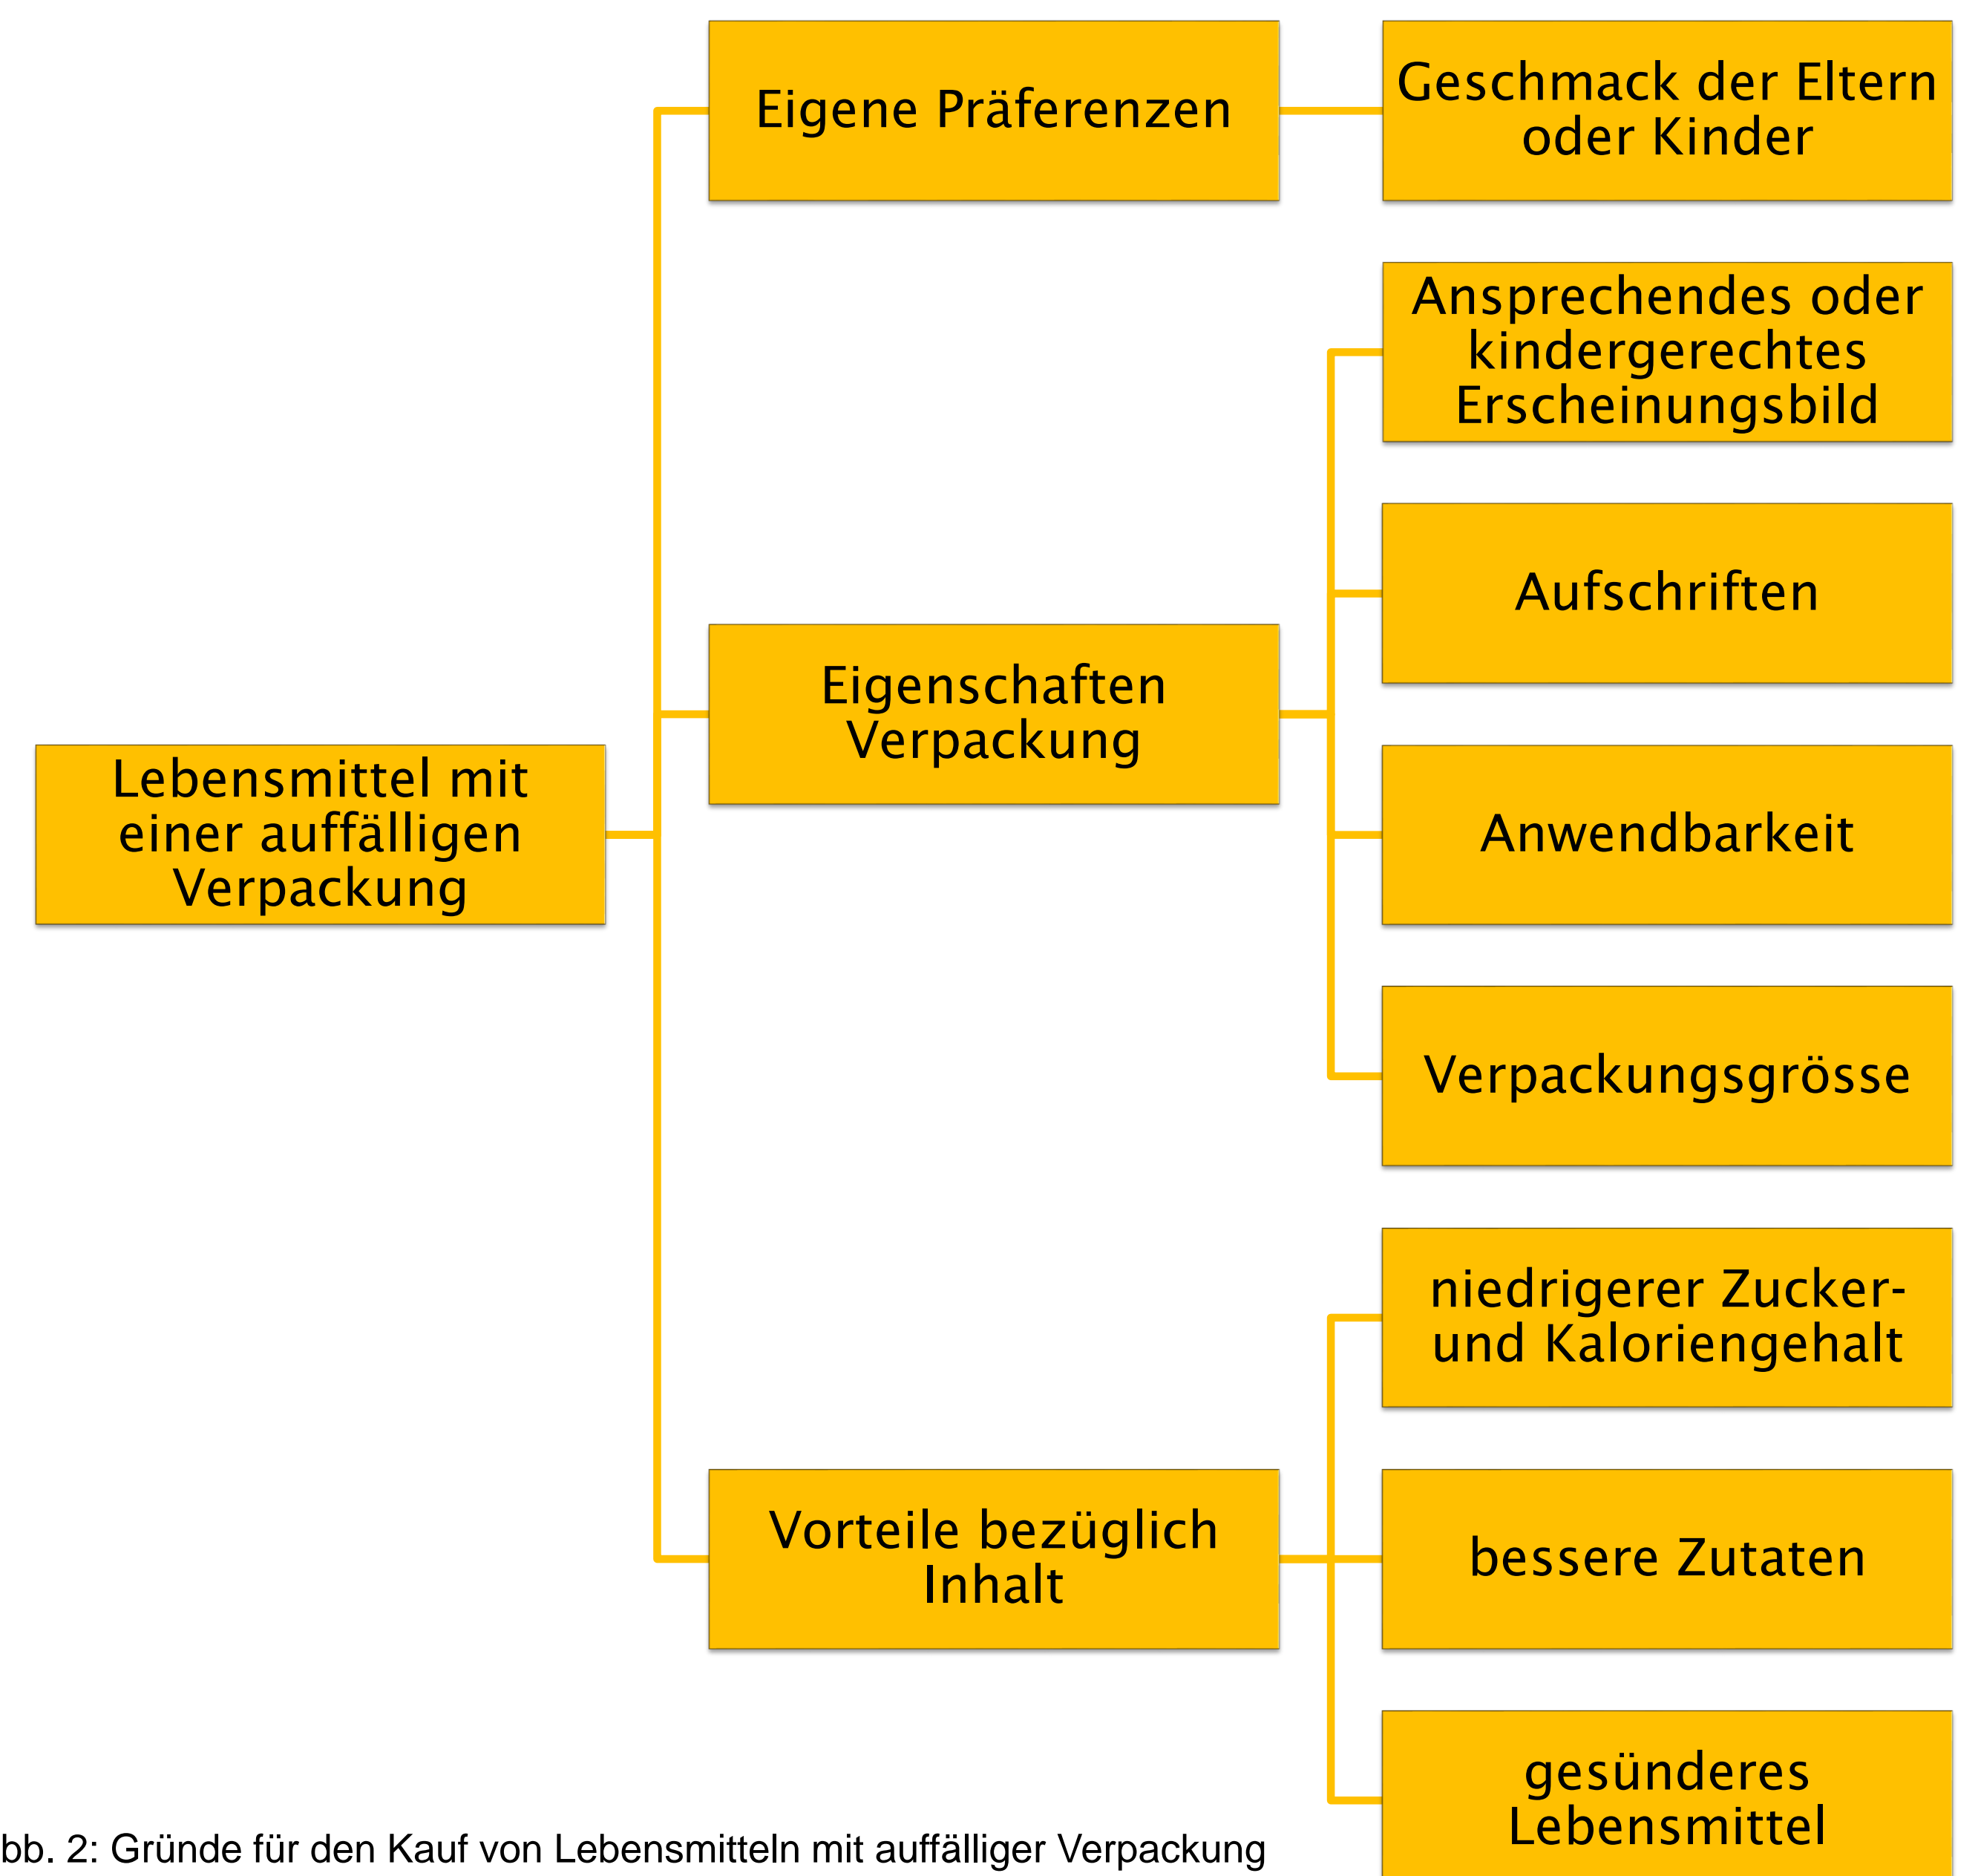 Eigene Präferenzen
Geschmack der Eltern
oder Kinder
Ansprechendes oder
kindergerechtes
Erscheinungsbild
Aufschriften
Eigenschaften
Verpackung
Lebensmittel mit
einer auffälligen
Verpackung
Anwendbarkeit
Verpackungsgrösse
niedrigerer Zucker-
und Kaloriengehalt
Vorteile bezüglich
Inhalt
bessere Zutaten
gesünderes
Lebensmittel
bb. 2: Gründe für den Kauf von Lebensmitteln mit auffälliger Verpackung